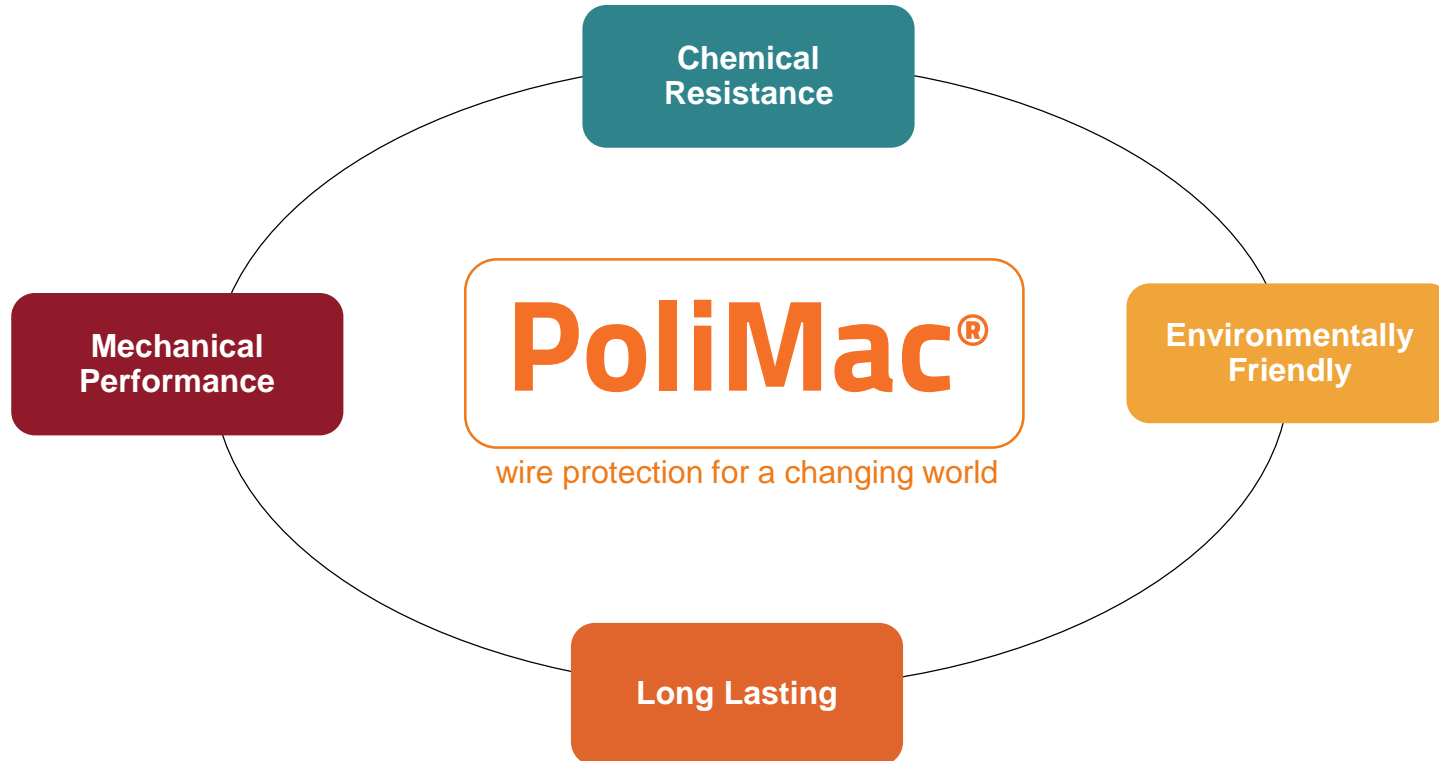 Chemical
Resistance
Mechanical
Performance
PoliMac®
wire protection for a changing world
Environmentally
Friendly
Long Lasting